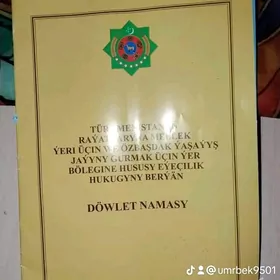 TÜRKMENISTANYŇ
RAÝATLARYNA MELLEK
ÝERI ÜÇIN WE ÖZBAŞDAK ÝAŞAÝYŞ
JAÝYNY GURMAK ÜÇIN ÝER
BÖLEGINE HUSUSY EÝEÇILIK
HUKUGYNY BERÝÄN
DÖWLET NAMASY
@umrbek9501